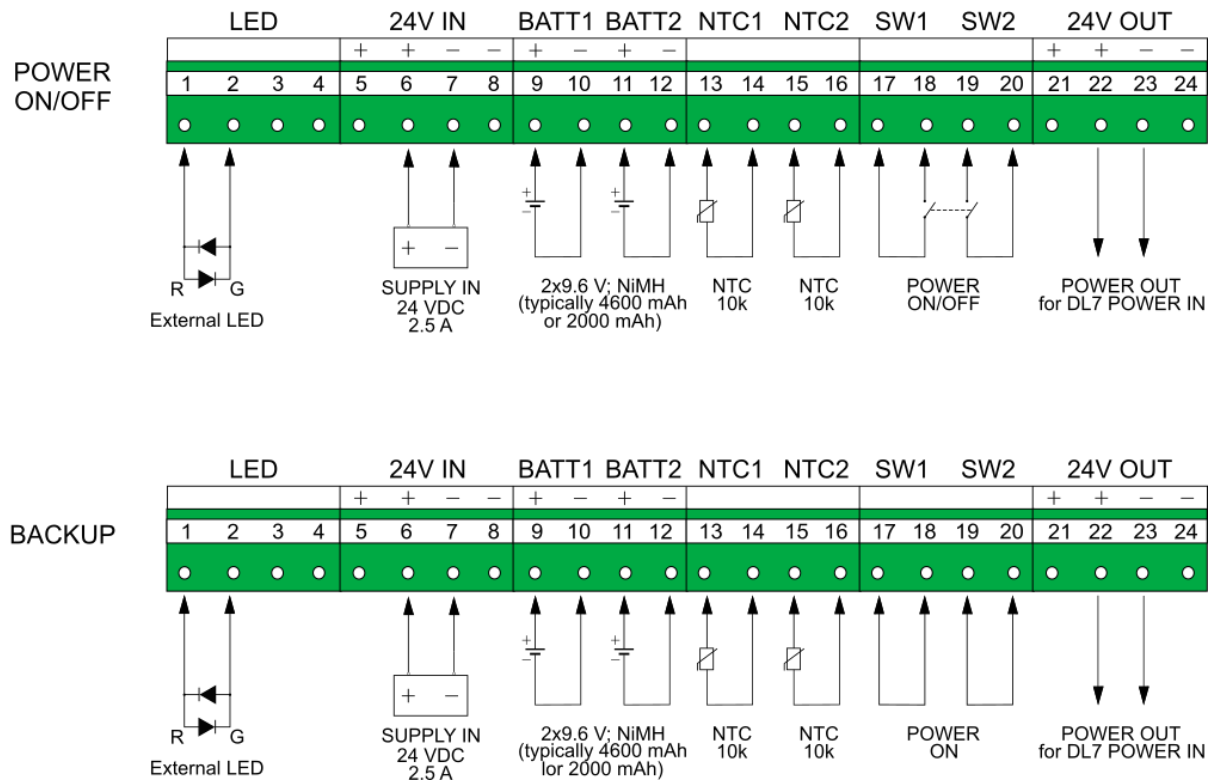 LED 24V IN BATT1 BATT2 NTC1 NTC2 SW1 SW2 24V OUT
+ + − − + − + − + + − −
POWER
ON/OFF
1 2 3 4 5 6 7 8 9 10 11 12 13 14 15 16 17 18 19 20 21 22 23 24
+ − + −
+ −
R G
External LED
SUPPLY IN
24 VDC
2.5 A
2x9.6 V; NiMH
(typically 4600 mAh
or 2000 mAh)
NTC
10k
NTC
10k
POWER
ON/OFF
POWER OUT
for DL7 POWER IN
LED 24V IN BATT1 BATT2 NTC1 NTC2 SW1 SW2 24V OUT
+ + − − + − + − + + − −
BACKUP
1 2 3 4 5 6 7 8 9 10 11 12 13 14 15 16 17 18 19 20 21 22 23 24
+ − + −
+ −
R G
External LED
SUPPLY IN
24 VDC
2.5 A
2x9.6 V; NiMH
(typically 4600 mAh
lor 2000 mAh)
NTC
10k
NTC
10k
POWER
ON
POWER OUT
for DL7 POWER IN